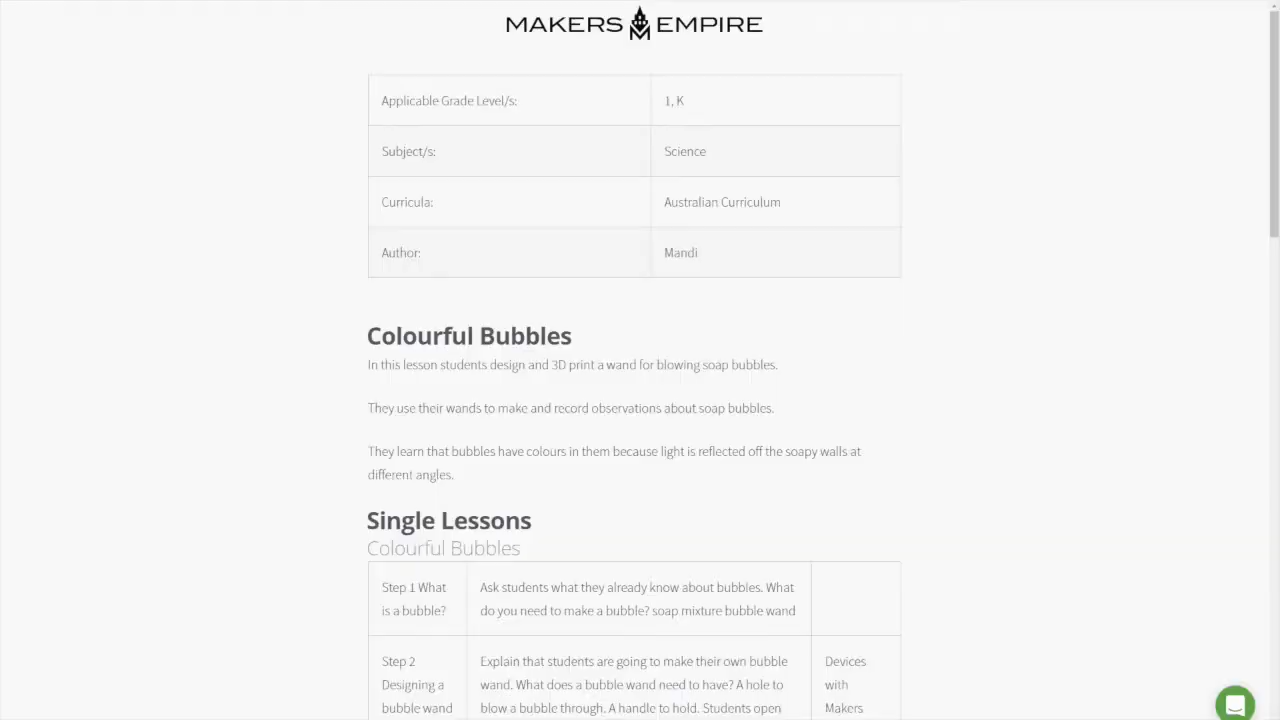 MAKERS EMPIRE
Applicable Grade Level/s: 1, K
Subject/s: Science
Curricula: Australian Curriculum
Author: Mandi
Colourful Bubbles
In this lesson students design and 3D print a wand for blowing soap bubbles.
They use their wands to make and record observations about soap bubbles.
They learn that bubbles have colours in them because light is reflected off the soapy walls at
different angles.
Single Lessons
Colourful Bubbles
Step 1 What
is a bubble?
Ask students what they already know about bubbles. What
do you need to make a bubble? soap mixture bubble wand
Step 2
Designing a
bubble wand
Explain that students are going to make their own bubble
wand. What does a bubble wand need to have? A hole to
blow a bubble through. A handle to hold. Students open
Devices
with
Makers